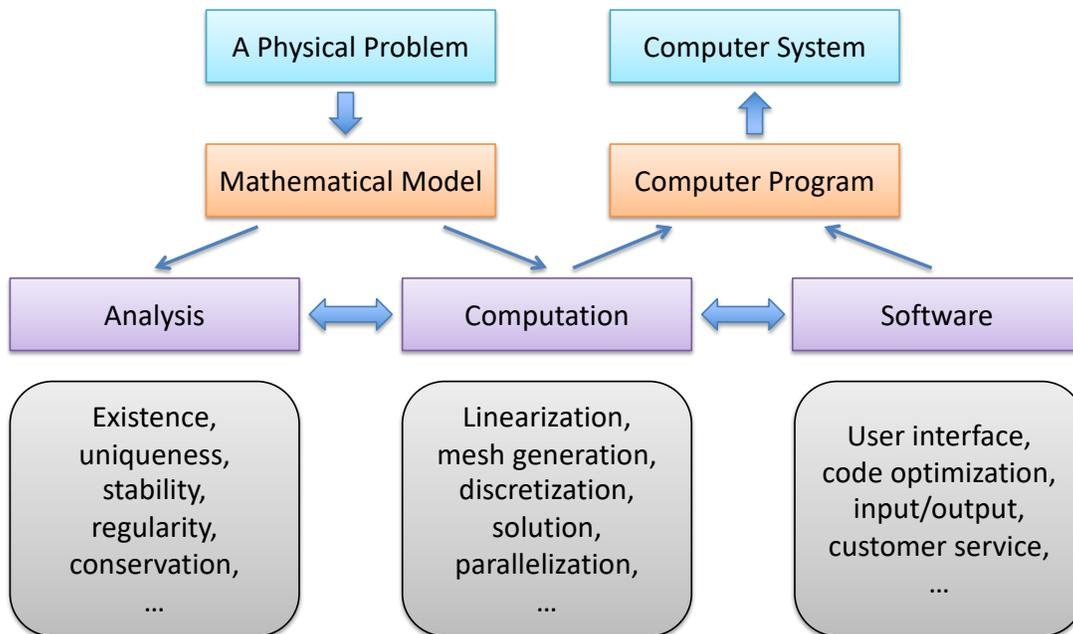 A Physical Problem
Computer System
Mathematical Model
Computer Program
Analysis
Computation
Software
Existence,
uniqueness,
stability,
regularity,
conservation,
...
Linearization,
mesh generation,
discretization,
solution,
parallelization,
...
User interface,
code optimization,
input/output,
customer service,
...